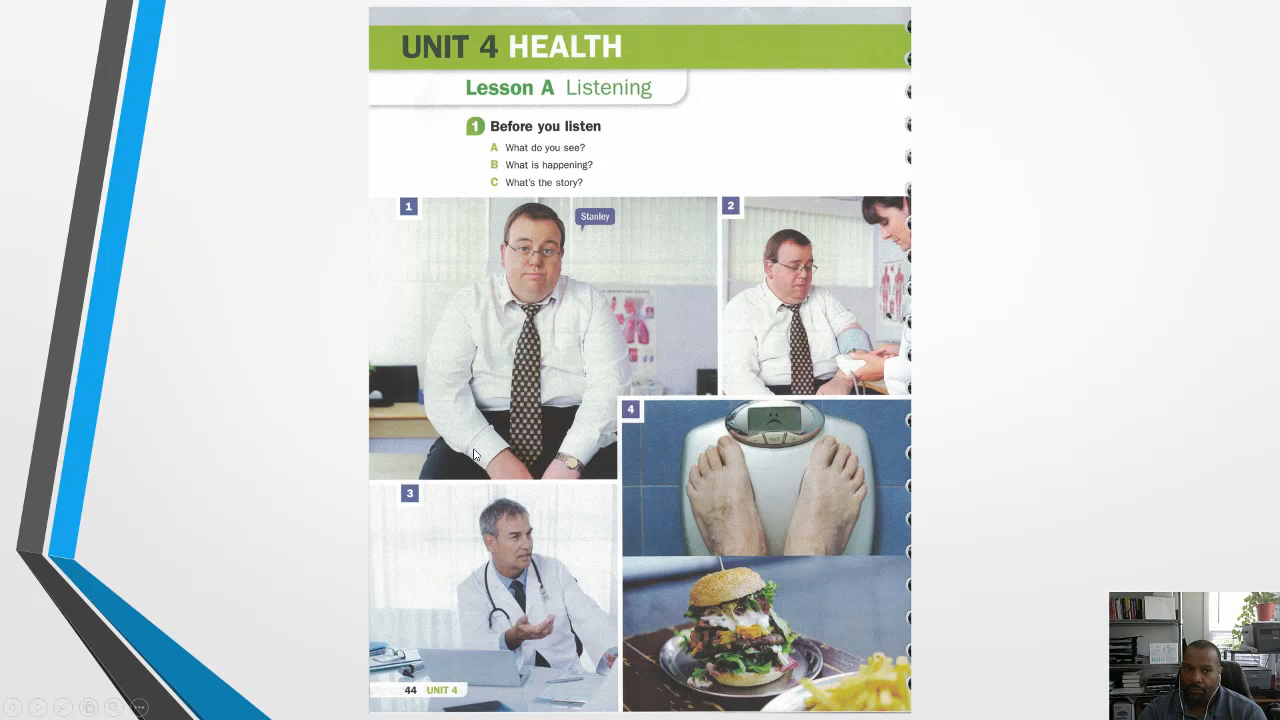 UNIT 4 HEALTH
Lesson A Listening
1 Before you listen
A What do you see?
B What is happening?
C What's the story?
1
Stanley
2
4
3
44 UNIT 4